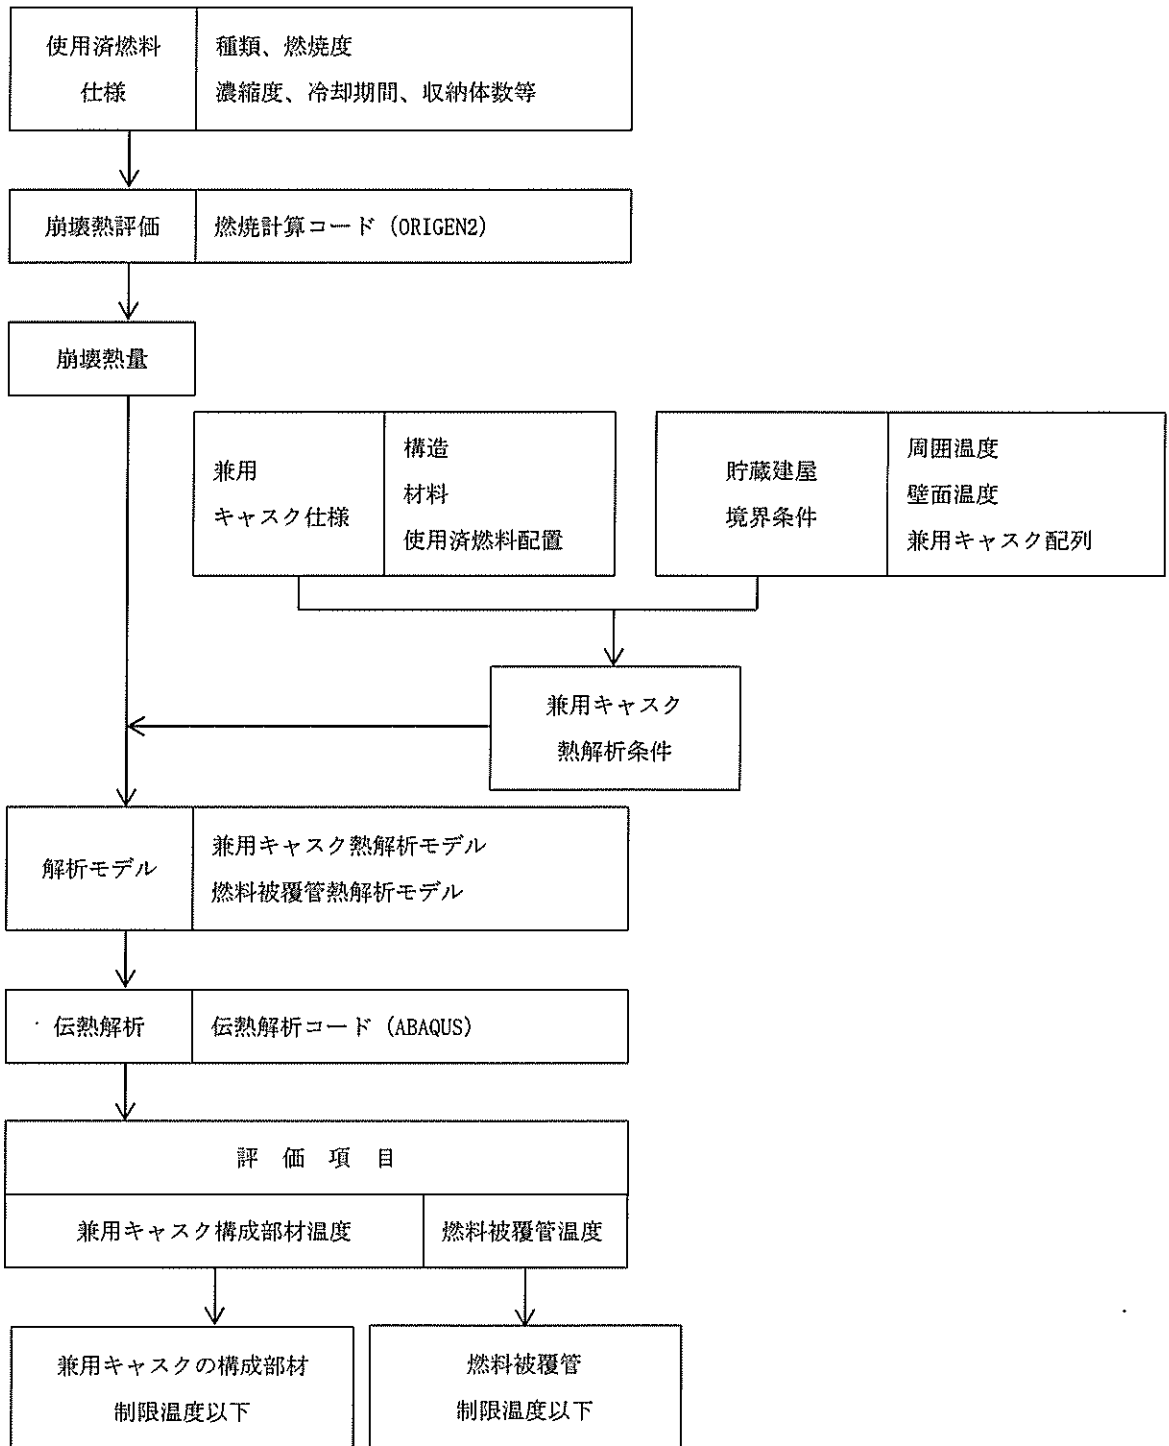 使用済燃料
仕様
種類、燃焼度
濃縮度、冷却期間、収納体数等
崩壊熱評価
燃焼計算コード (ORIGEN2)
崩壊熱量
兼用
キャスク仕様
構造
材料
使用済燃料配置
貯蔵建屋
境界条件
周囲温度
壁面温度
兼用キャスク配列
兼用キャスク
熱解析条件
解析モデル
兼用キャスク熱解析モデル
燃料被覆管熱解析モデル
伝熱解析
伝熱解析コード (ABAQUS)
評 価 項 目
兼用キャスク構成部材温度
燃料被覆管温度
兼用キャスクの構成部材
制限温度以下
燃料被覆管
制限温度以下